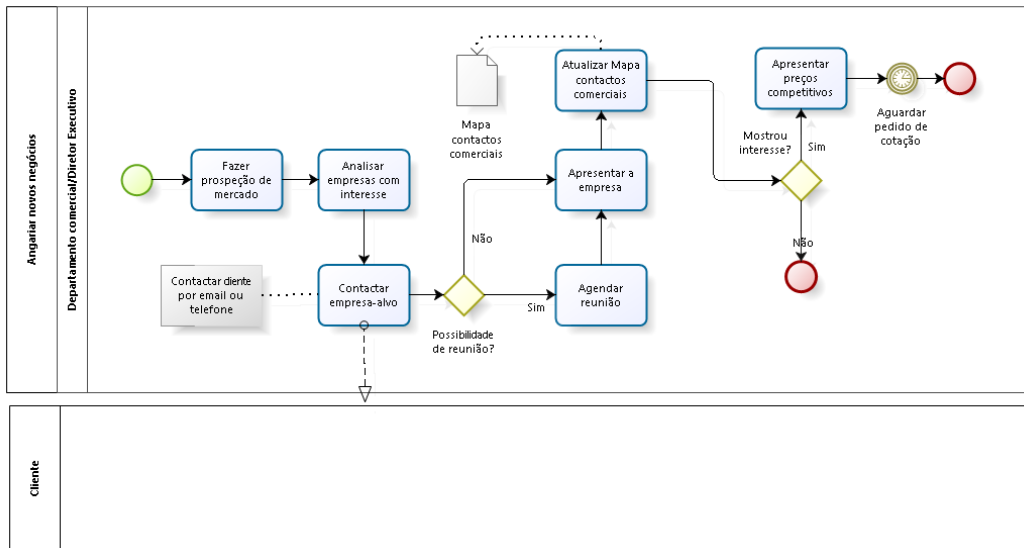 Angariar novos negócios
Departamento comercial/Diretor Executivo
Fazer
prospeção de
mercado
Analisar
empresas com
interesse
Contactar cliente
por email ou
telefone
Contactar
empresa-alvo
Possibilidade
de reunião?
Não
Sim
Agendar
reunião
Apresentar a
empresa
Atualizar Mapa
contactos
comerciais
Mapa
contactos
comerciais
Mostrou
interesse?
Sim
Não
Apresentar
preços
competitivos
Aguardar
pedido de
cotação
Cliente